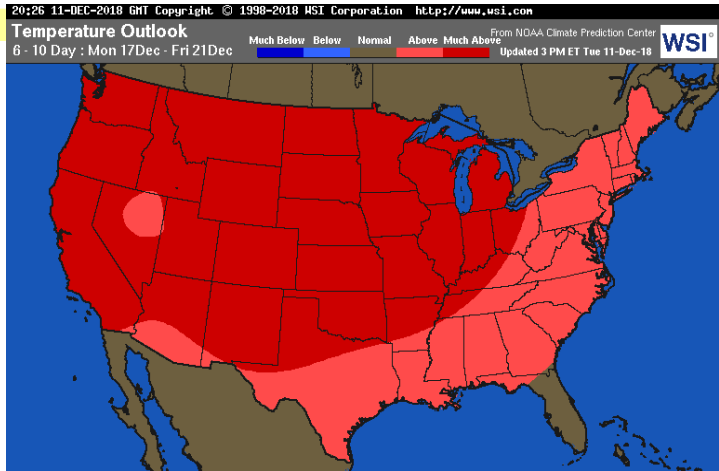 20:26 11-DEC-2018 GMT Copyright © 1998-2018 WSI Corporation http://www.wsi.com
Temperature Outlook
6 - 10 Day : Mon 17Dec - Fri 21Dec
Much Below Below Normal Above Much Above
From NOAA Climate Prediction Center
Updated 3 PM ET Tue 11-Dec-18
WSI